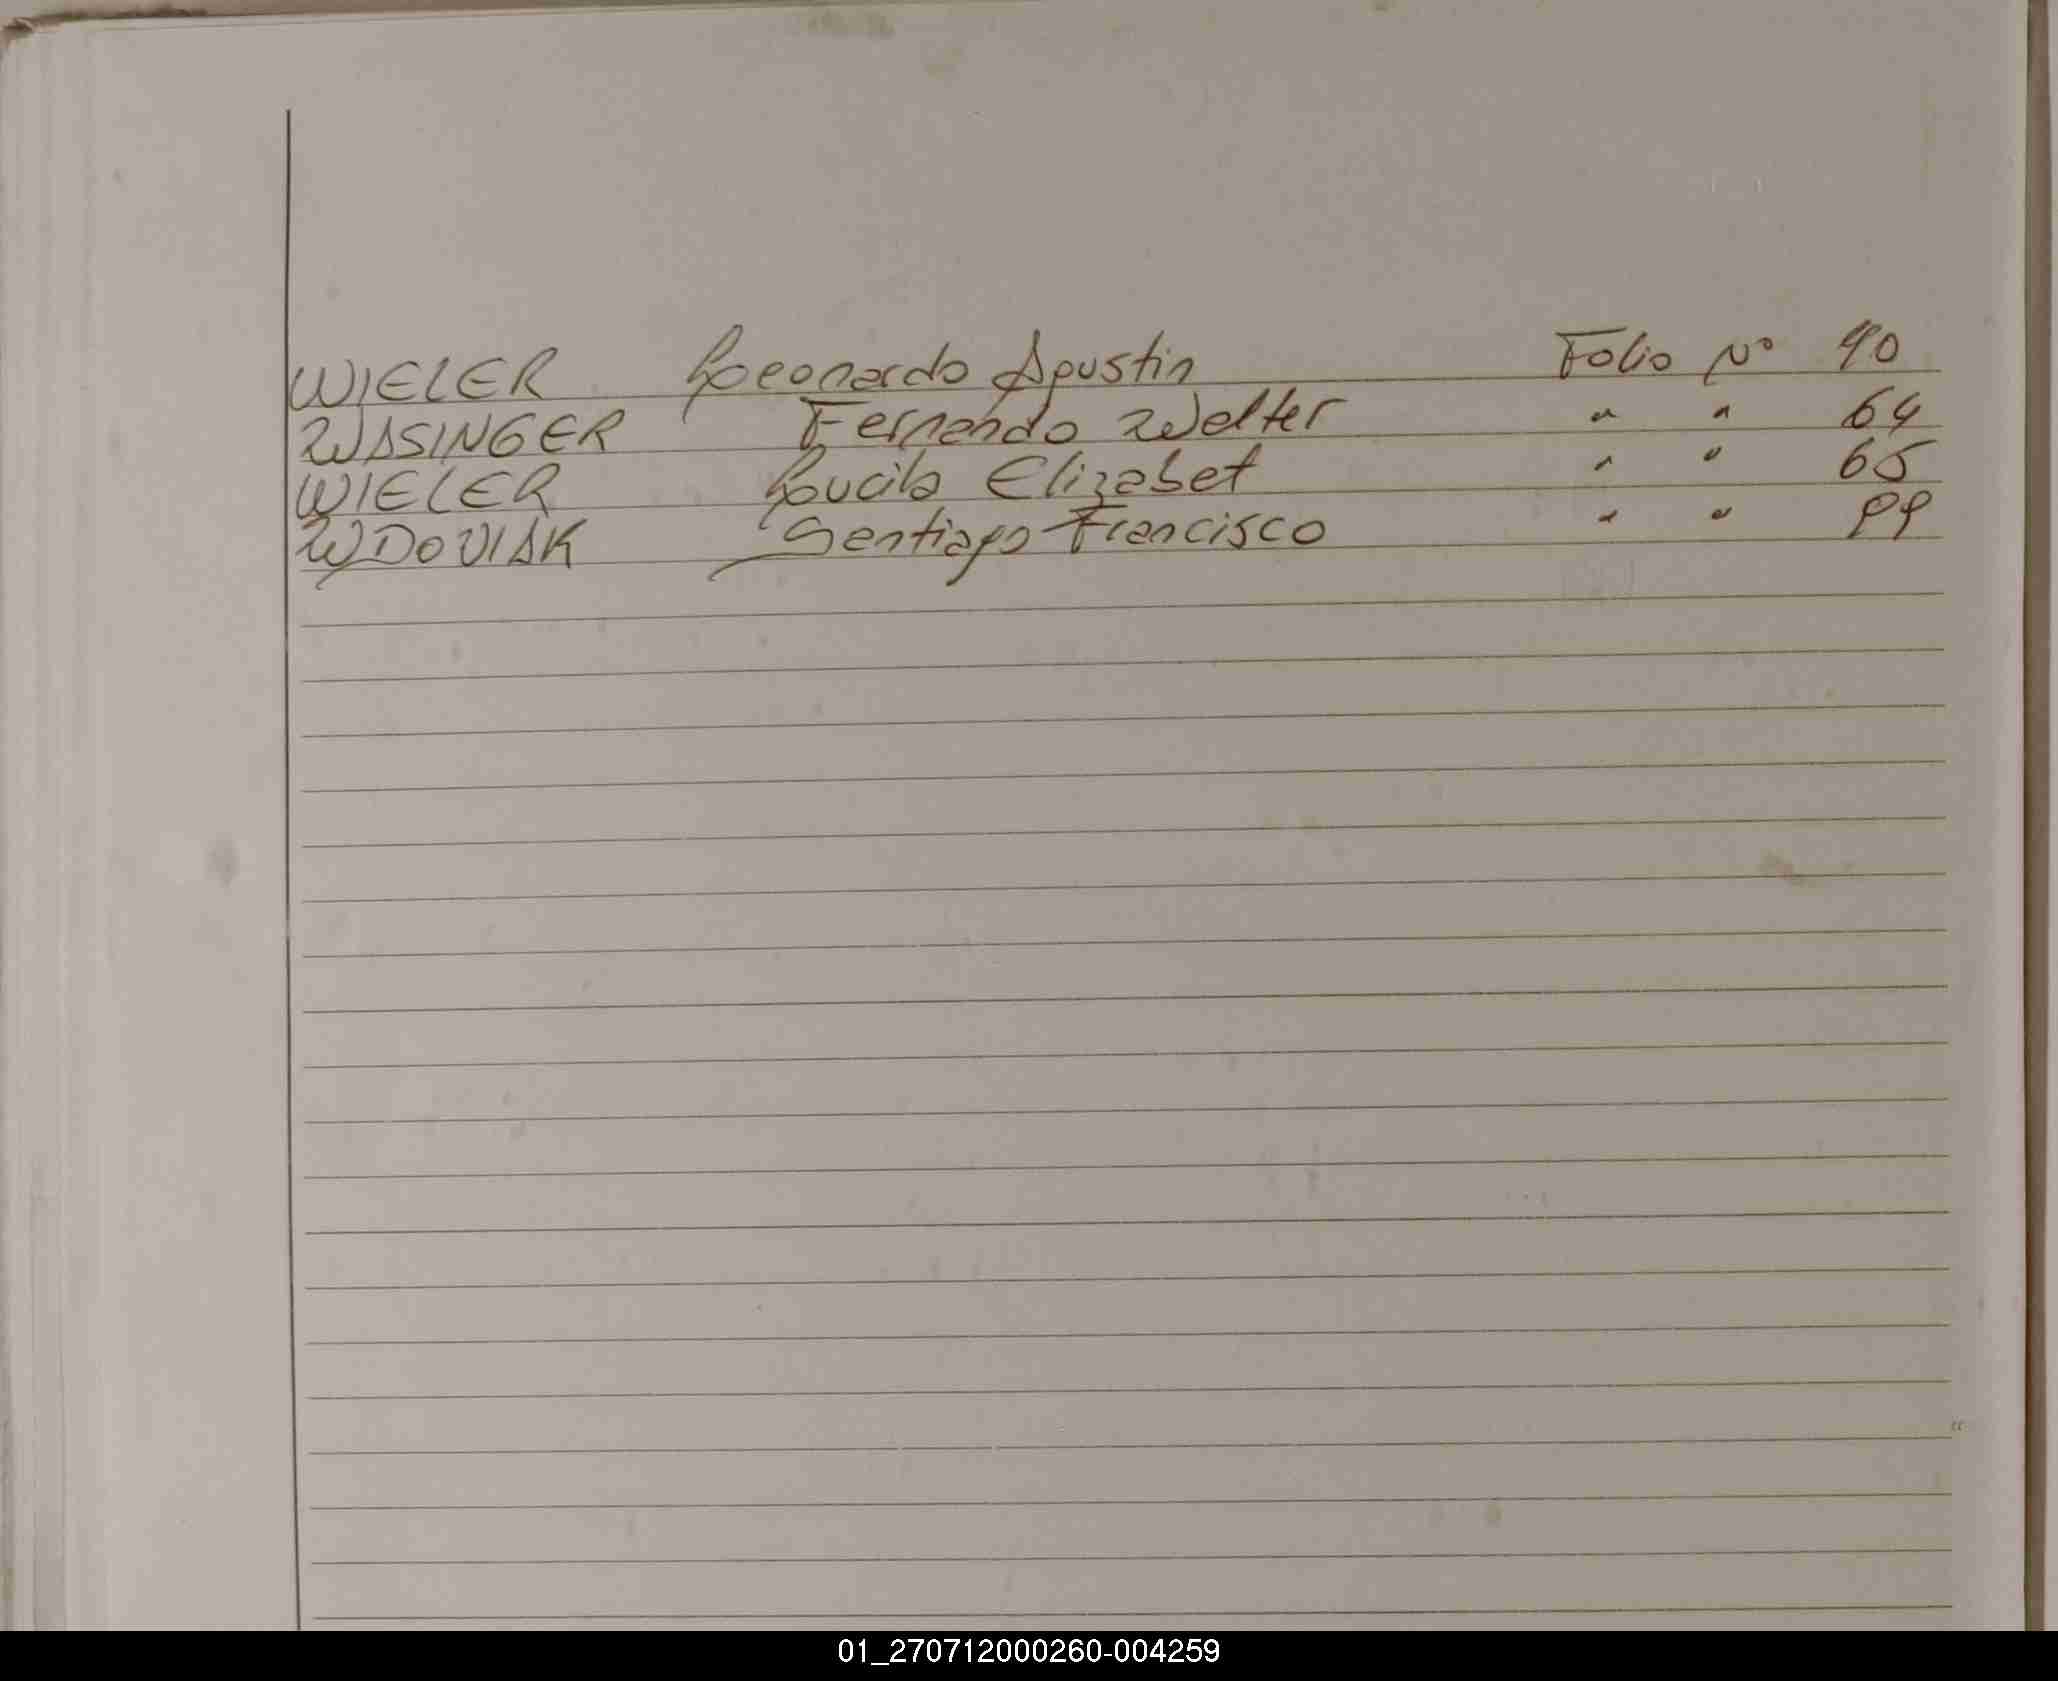 WIELER Leonardo Agustin Folio Nº 40
WASINGER Fernando Walter " " 64
WIELER Lucila Elizabet " " 65
WDOVIAK Santiago Francisco " " 99
01_270712000260-004259